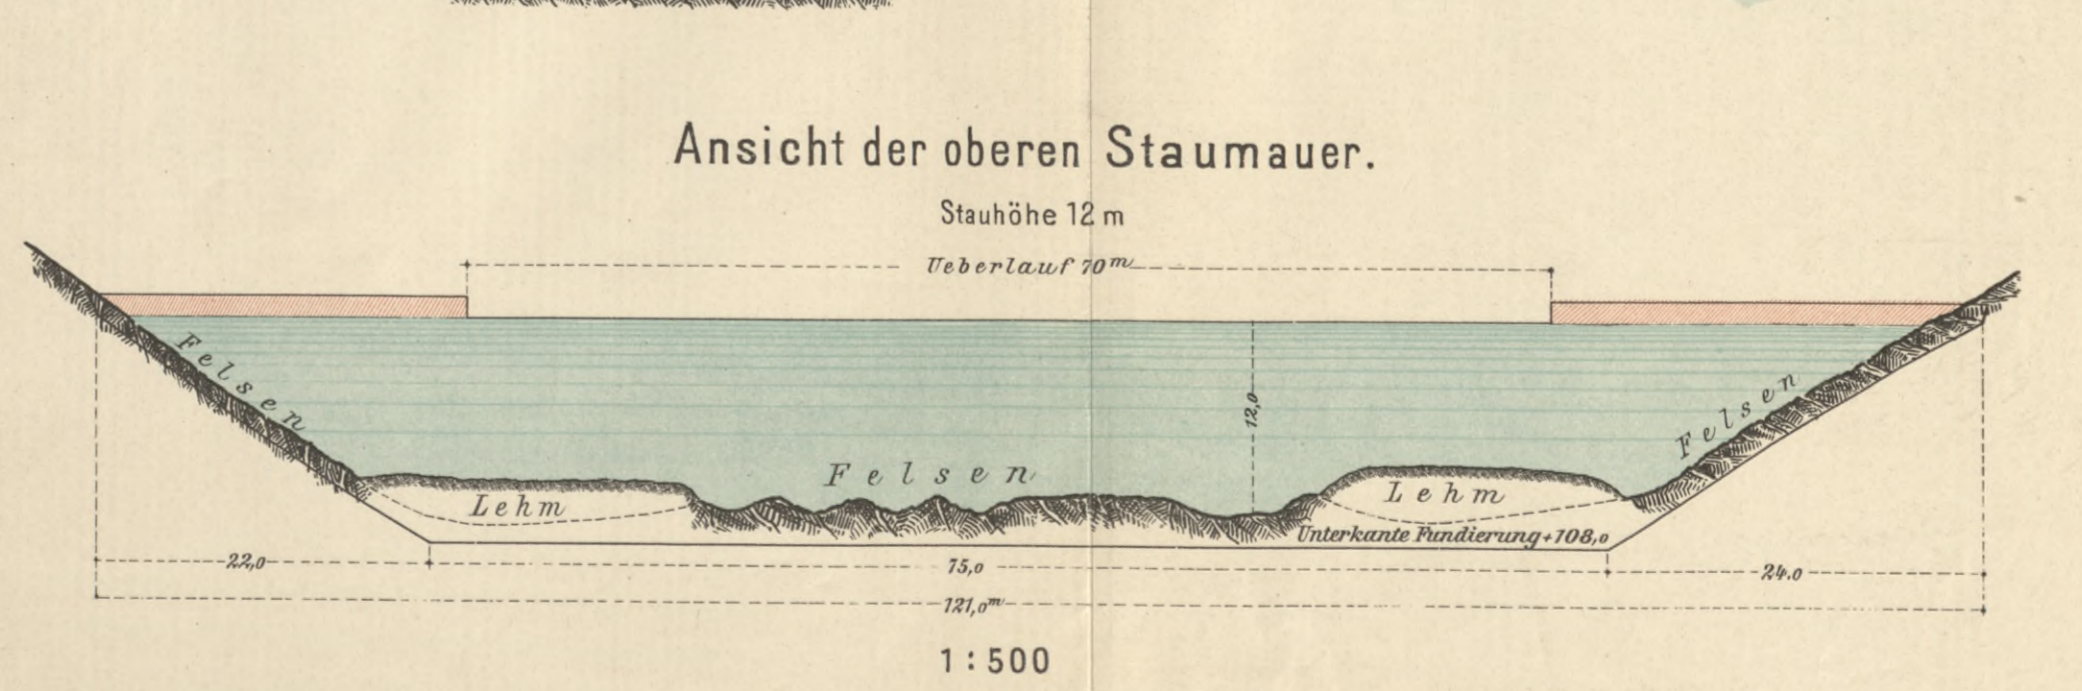 Ansicht der oberen Staumauer.
Stauhöhe 12 m
Ueberlauf 70m
Felsen
Felsen
12,0
Felsen
Lehm
Lehm
Unterkante Fundierung+108,0
22,0
75,0
24.0
121,0m
1:500